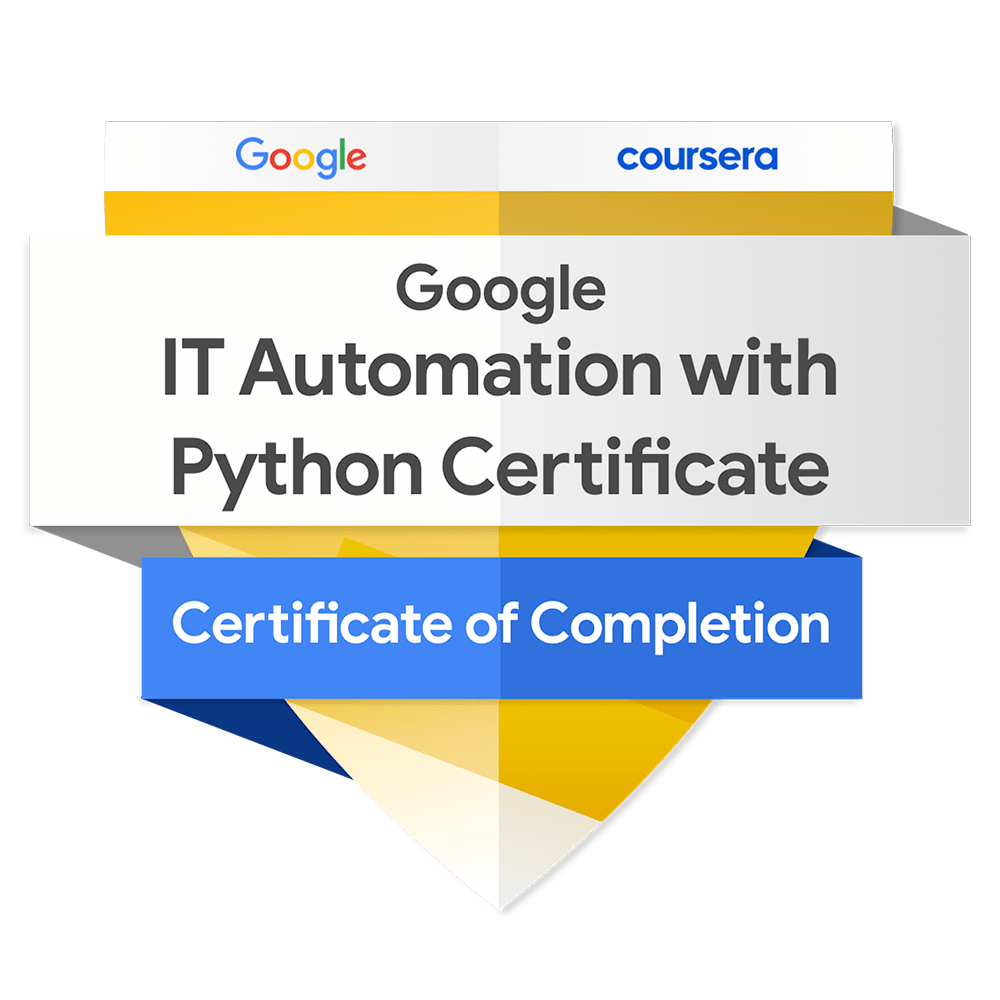 Google
coursera
Google
IT Automation with
Python Certificate
Certificate of Completion